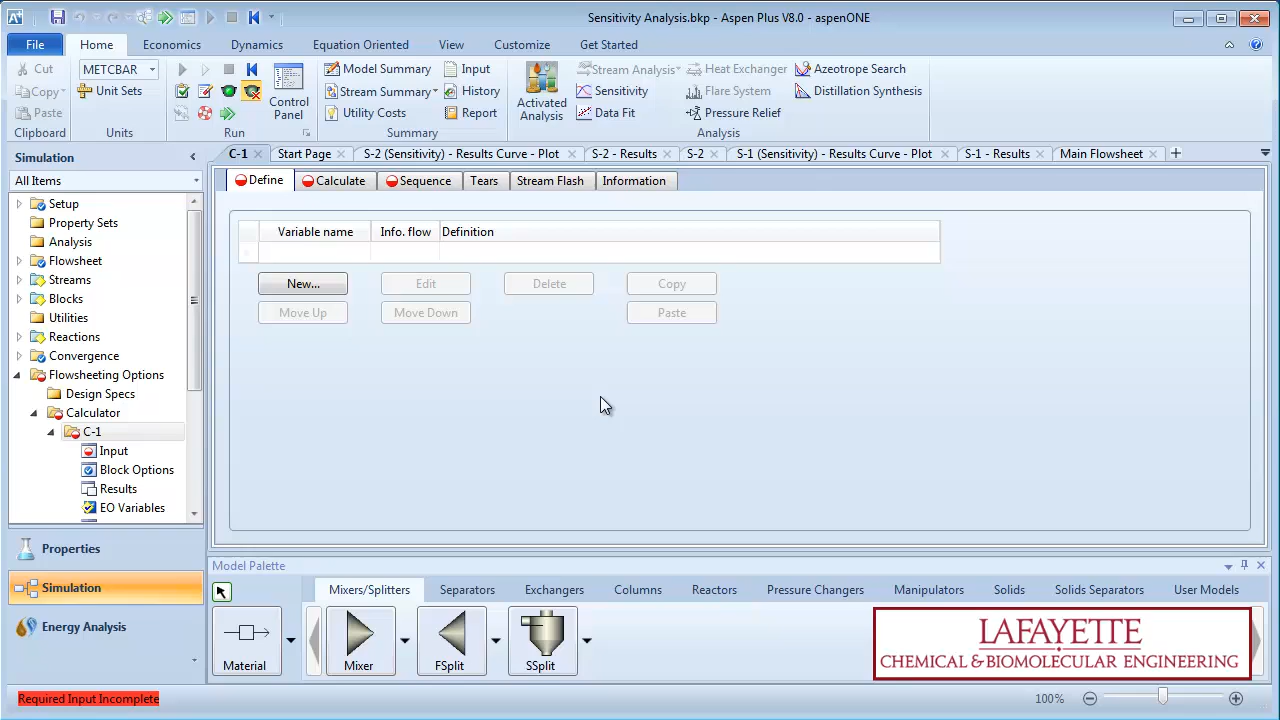 Sensitivity Analysis.bkp - Aspen Plus V8.0 - aspenONE
File Home Economics Dynamics Equation Oriented View Customize Get Started
Cut METCBAR Model Summary Input Stream Analysis Heat Exchanger Azeotrope Search
Copy Unit Sets Control Panel Stream Summary History Activated Analysis Sensitivity Flare System Distillation Synthesis
Paste Utility Costs Report Data Fit Pressure Relief
Clipboard Units Run Summary Analysis
Simulation
C-1 Start Page S-2 (Sensitivity) - Results Curve - Plot S-2 - Results S-2 S-1 (Sensitivity) - Results Curve - Plot S-1 - Results Main Flowsheet
All Items
Define Calculate Sequence Tears Stream Flash Information
Setup
Property Sets
Analysis
Flowsheet
Streams
Blocks
Utilities
Reactions
Convergence
Flowsheeting Options
Design Specs
Calculator
C-1
Input
Block Options
Results
EO Variables
Variable name Info. flow Definition
New... Edit Delete Copy
Move Up Move Down Paste
Properties
Simulation
Energy Analysis
Model Palette
Mixers/Splitters Separators Exchangers Columns Reactors Pressure Changers Manipulators Solids Solids Separators User Models
Material Mixer FSplit SSplit
LAFAYETTE
CHEMICAL & BIOMOLECULAR ENGINEERING
Required Input Incomplete
100%